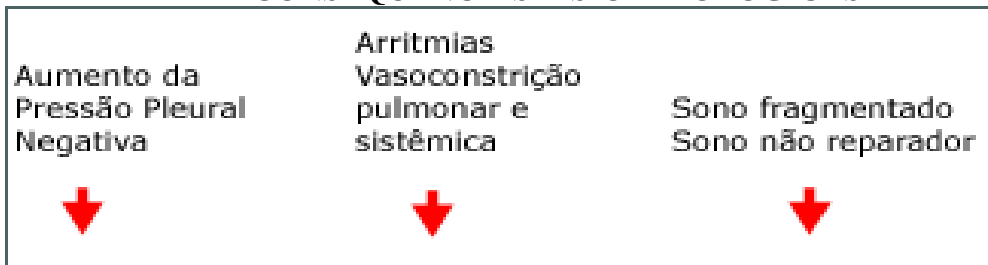 Aumento da
Pressão Pleural
Negativa
Arritmias
Vasoconstrição
pulmonar e
sistêmica
Sono fragmentado
Sono não reparador